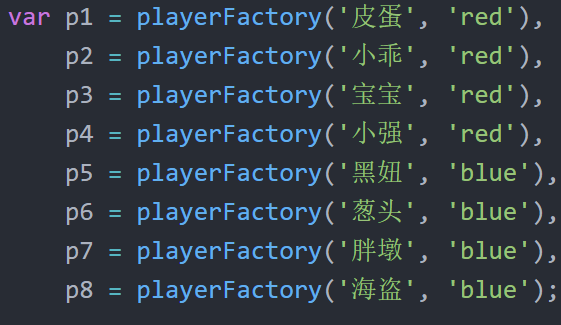 var p1 = playerFactory('皮蛋', 'red'),
p2 = playerFactory('小乖', 'red'),
p3 = playerFactory('宝宝', 'red'),
p4 = playerFactory('小强', 'red'),
p5 = playerFactory('黑妞', 'blue'),
p6 = playerFactory('葱头', 'blue'),
p7 = playerFactory('胖墩', 'blue'),
p8 = playerFactory('海盗', 'blue');